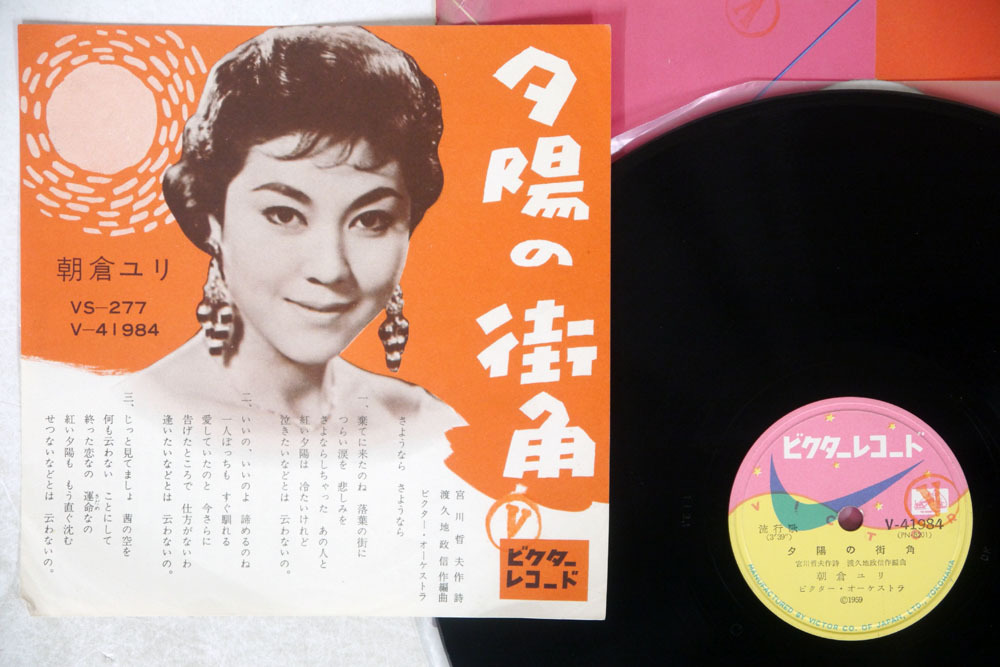 夕陽の街角
朝倉ユリ
VS-277
V-41984
宮川哲夫作詩
渡久地政信作編曲
ビクター・オーケストラ
さようなら さようなら
一、棄てに来たのね 落葉の街に
つらい涙を 悲しみを
さよならしちゃった あの人と
紅い夕陽は 冷たいけれど
泣きたいなどとは 云わないの。
二、いいの、いいのよ 諦めるのね
一人ぼっちも すぐ馴れる
愛していたのと 今さらに
告げたところで 仕方がないわ
逢いたいなどとは 云わないの。
三、じっと見てましょ 茜の空を
何も云わない ことにして
終った恋なの 運命なの
紅い夕陽も もう直ぐ沈む
せつないなどとは 云わないの。
V
ビクター
レコード
ビクターレコード
VICTOR
流行歌
(3'39")
V-41984
夕陽の街角
宮川哲夫作詩 渡久地政信作編曲
朝倉ユリ
ビクター・オーケストラ
©1959
MANUFACTURED BY VICTOR CO. OF JAPAN, LTD., YOKOHAMA